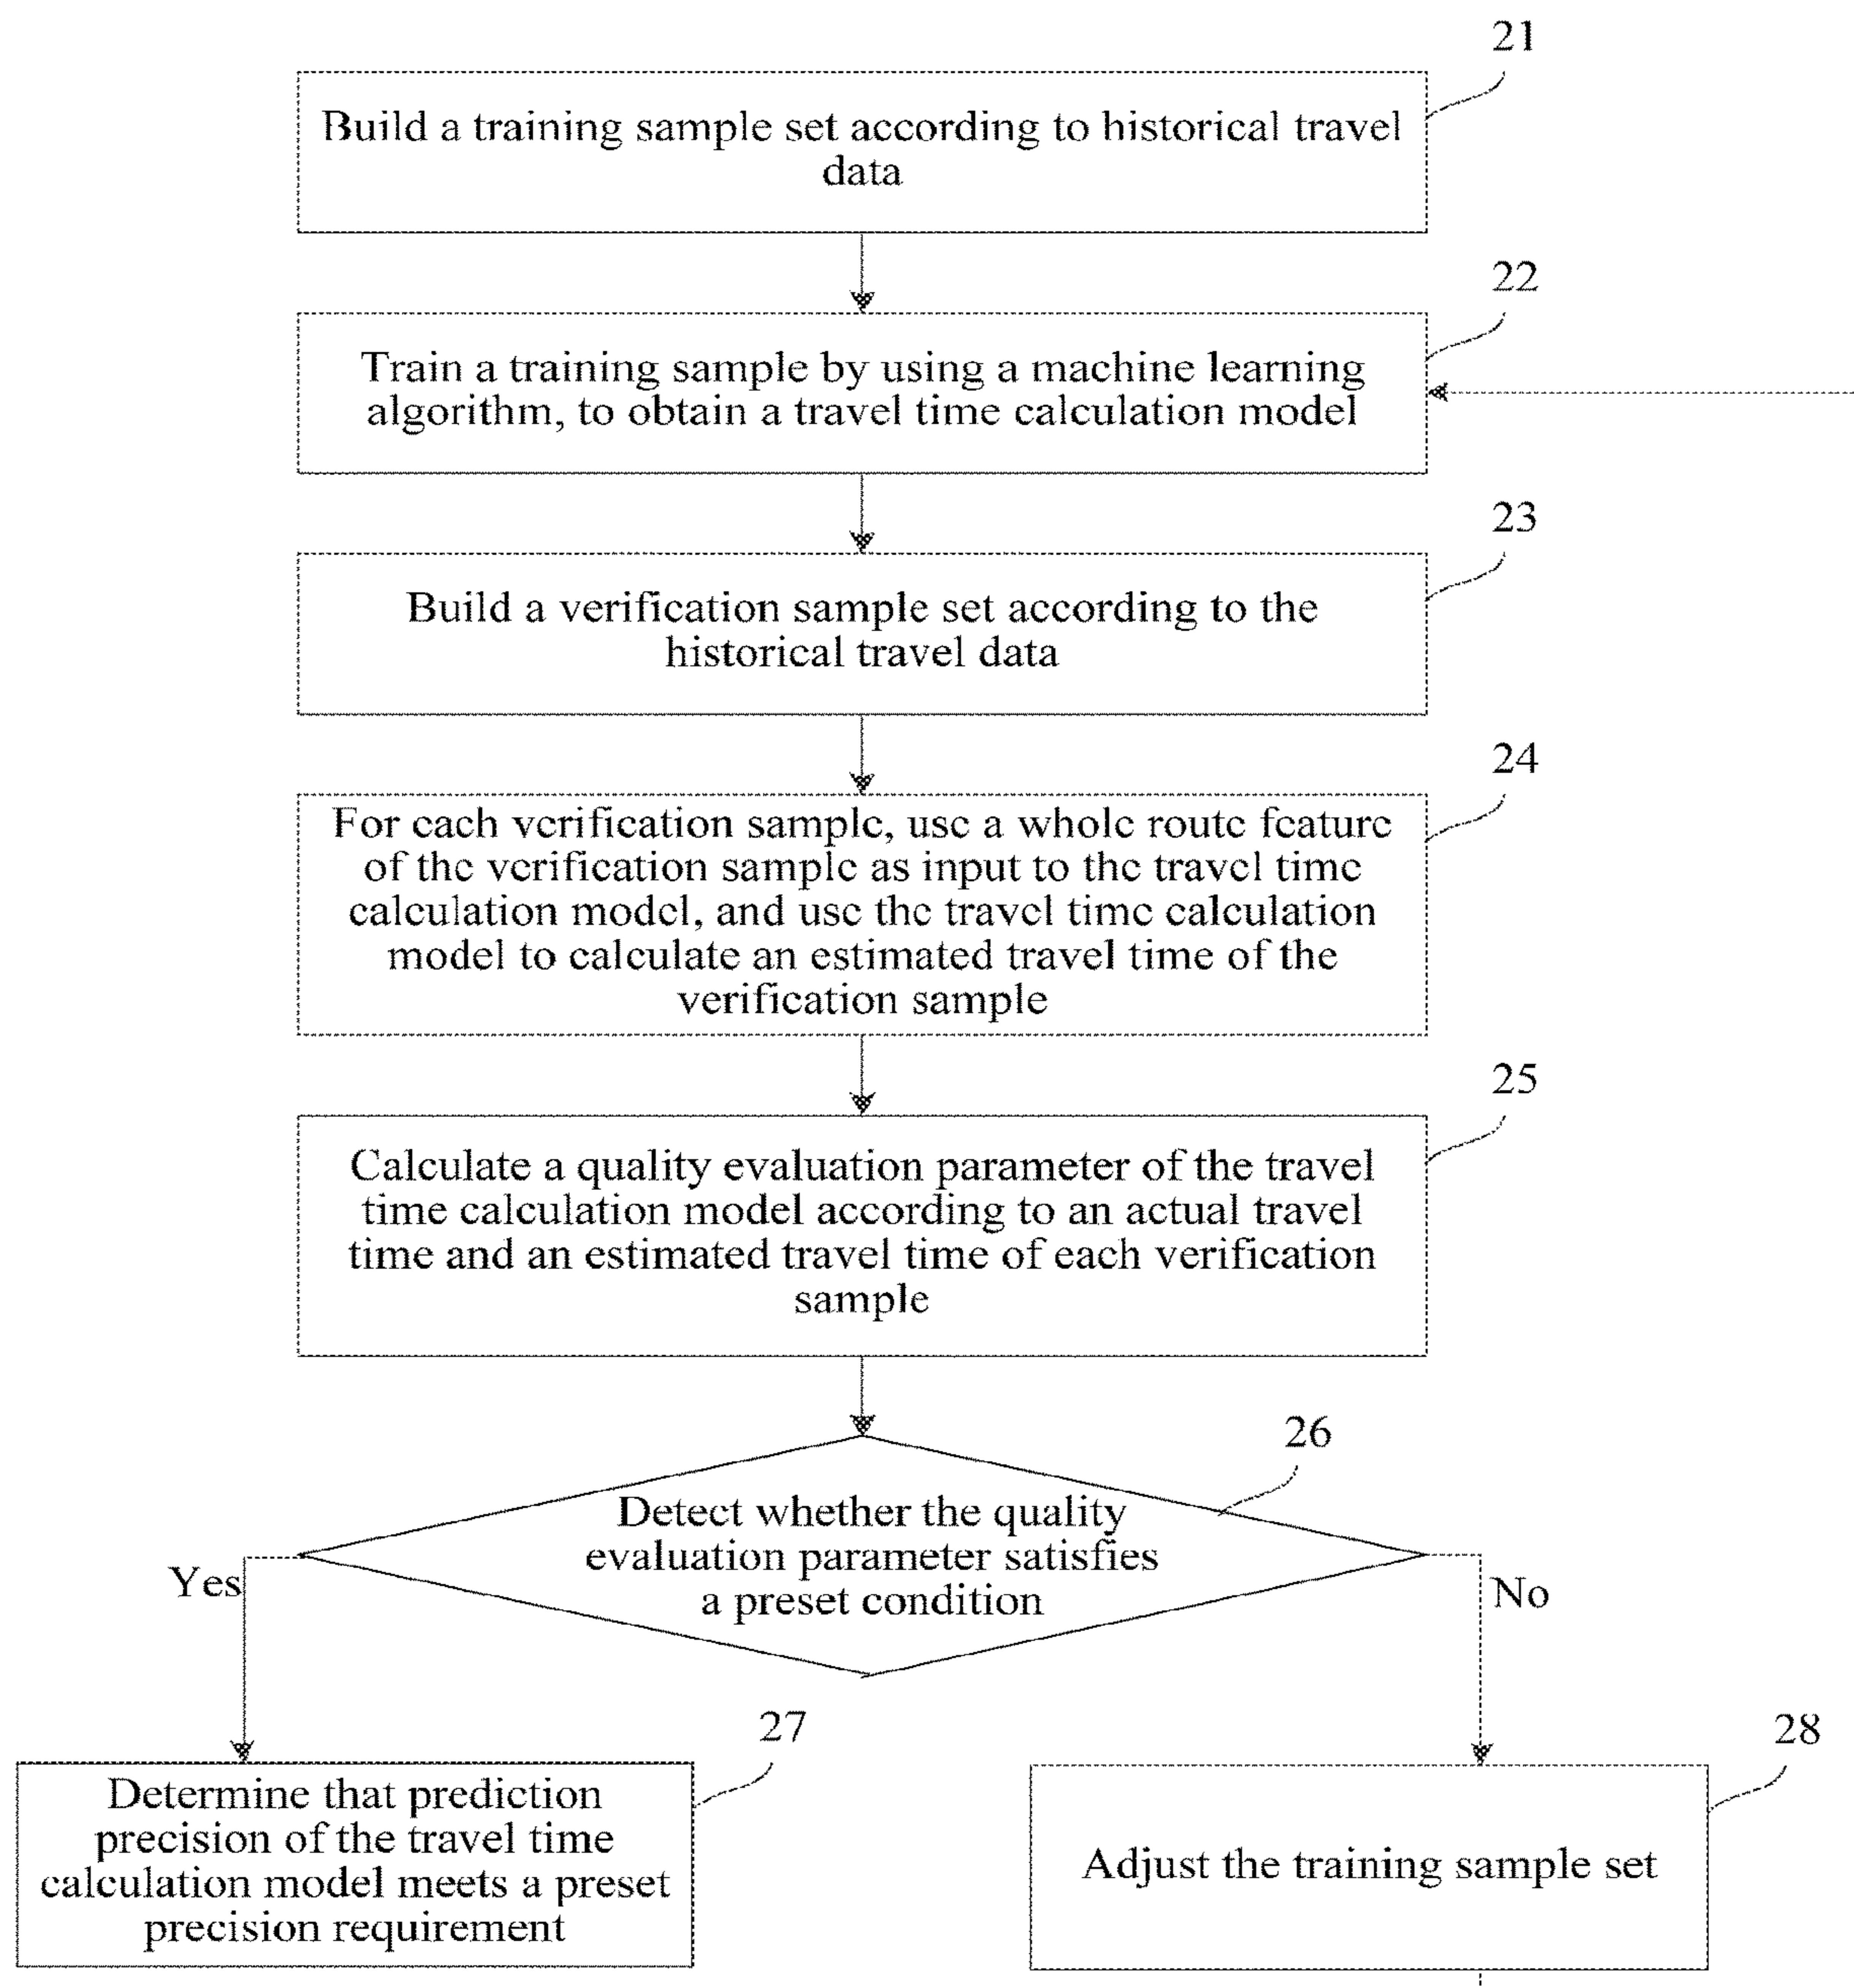 21
Build a training sample set according to historical travel
data
22
Train a training sample by using a machine learning
algorithm, to obtain a travel time calculation model
23
Build a verification sample set according to the
historical travel data
24
For each verification sample, use a whole route feature
of the verification sample as input to the travel time
calculation model, and use the travel time calculation
model to calculate an estimated travel time of the
verification sample
25
Calculate a quality evaluation parameter of the travel
time calculation model according to an actual travel
time and an estimated travel time of each verification
sample
26
Detect whether the quality
evaluation parameter satisfies
a preset condition
Yes
No
27
Determine that prediction
precision of the travel time
calculation model meets a preset
precision requirement
28
Adjust the training sample set